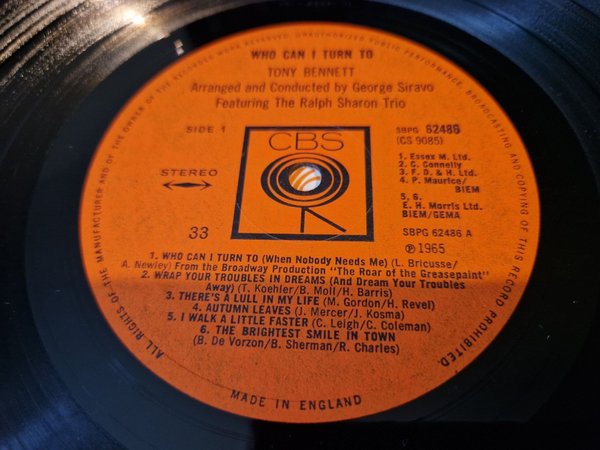 WHO CAN I TURN TO
TONY BENNETT
Arranged and Conducted by George Siravo
Featuring The Ralph Sharon Trio
SIDE 1
STEREO
33
CBS
SBPG 62486
(CS 9085)
1. Essex M. Ltd.
2. C. Connelly
3. F. D. & H. Ltd.
4. P. Maurice/
BIEM
5, 6.
E. H. Morris Ltd.
BIEM/GEMA
SBPG 62486 A
℗ 1965
1. WHO CAN I TURN TO (When Nobody Needs Me) (L. Bricusse/
A. Newley) From the Broadway Production "The Roar of the Greasepaint"
2. WRAP YOUR TROUBLES IN DREAMS (And Dream Your Troubles
Away) (T. Koehler/B. Moll/H. Barris)
3. THERE'S A LULL IN MY LIFE (M. Gordon/H. Revel)
4. AUTUMN LEAVES (J. Mercer/J. Kosma)
5. I WALK A LITTLE FASTER (C. Leigh/C. Coleman)
6. THE BRIGHTEST SMILE IN TOWN
(B. De Vorzon/B. Sherman/R. Charles)
ALL RIGHTS OF THE MANUFACTURER AND OF THE OWNER OF THE RECORDED WORK RESERVED. UNAUTHORIZED PUBLIC PERFORMANCE, BROADCASTING AND COPYING OF THIS RECORD PROHIBITED
MADE IN ENGLAND